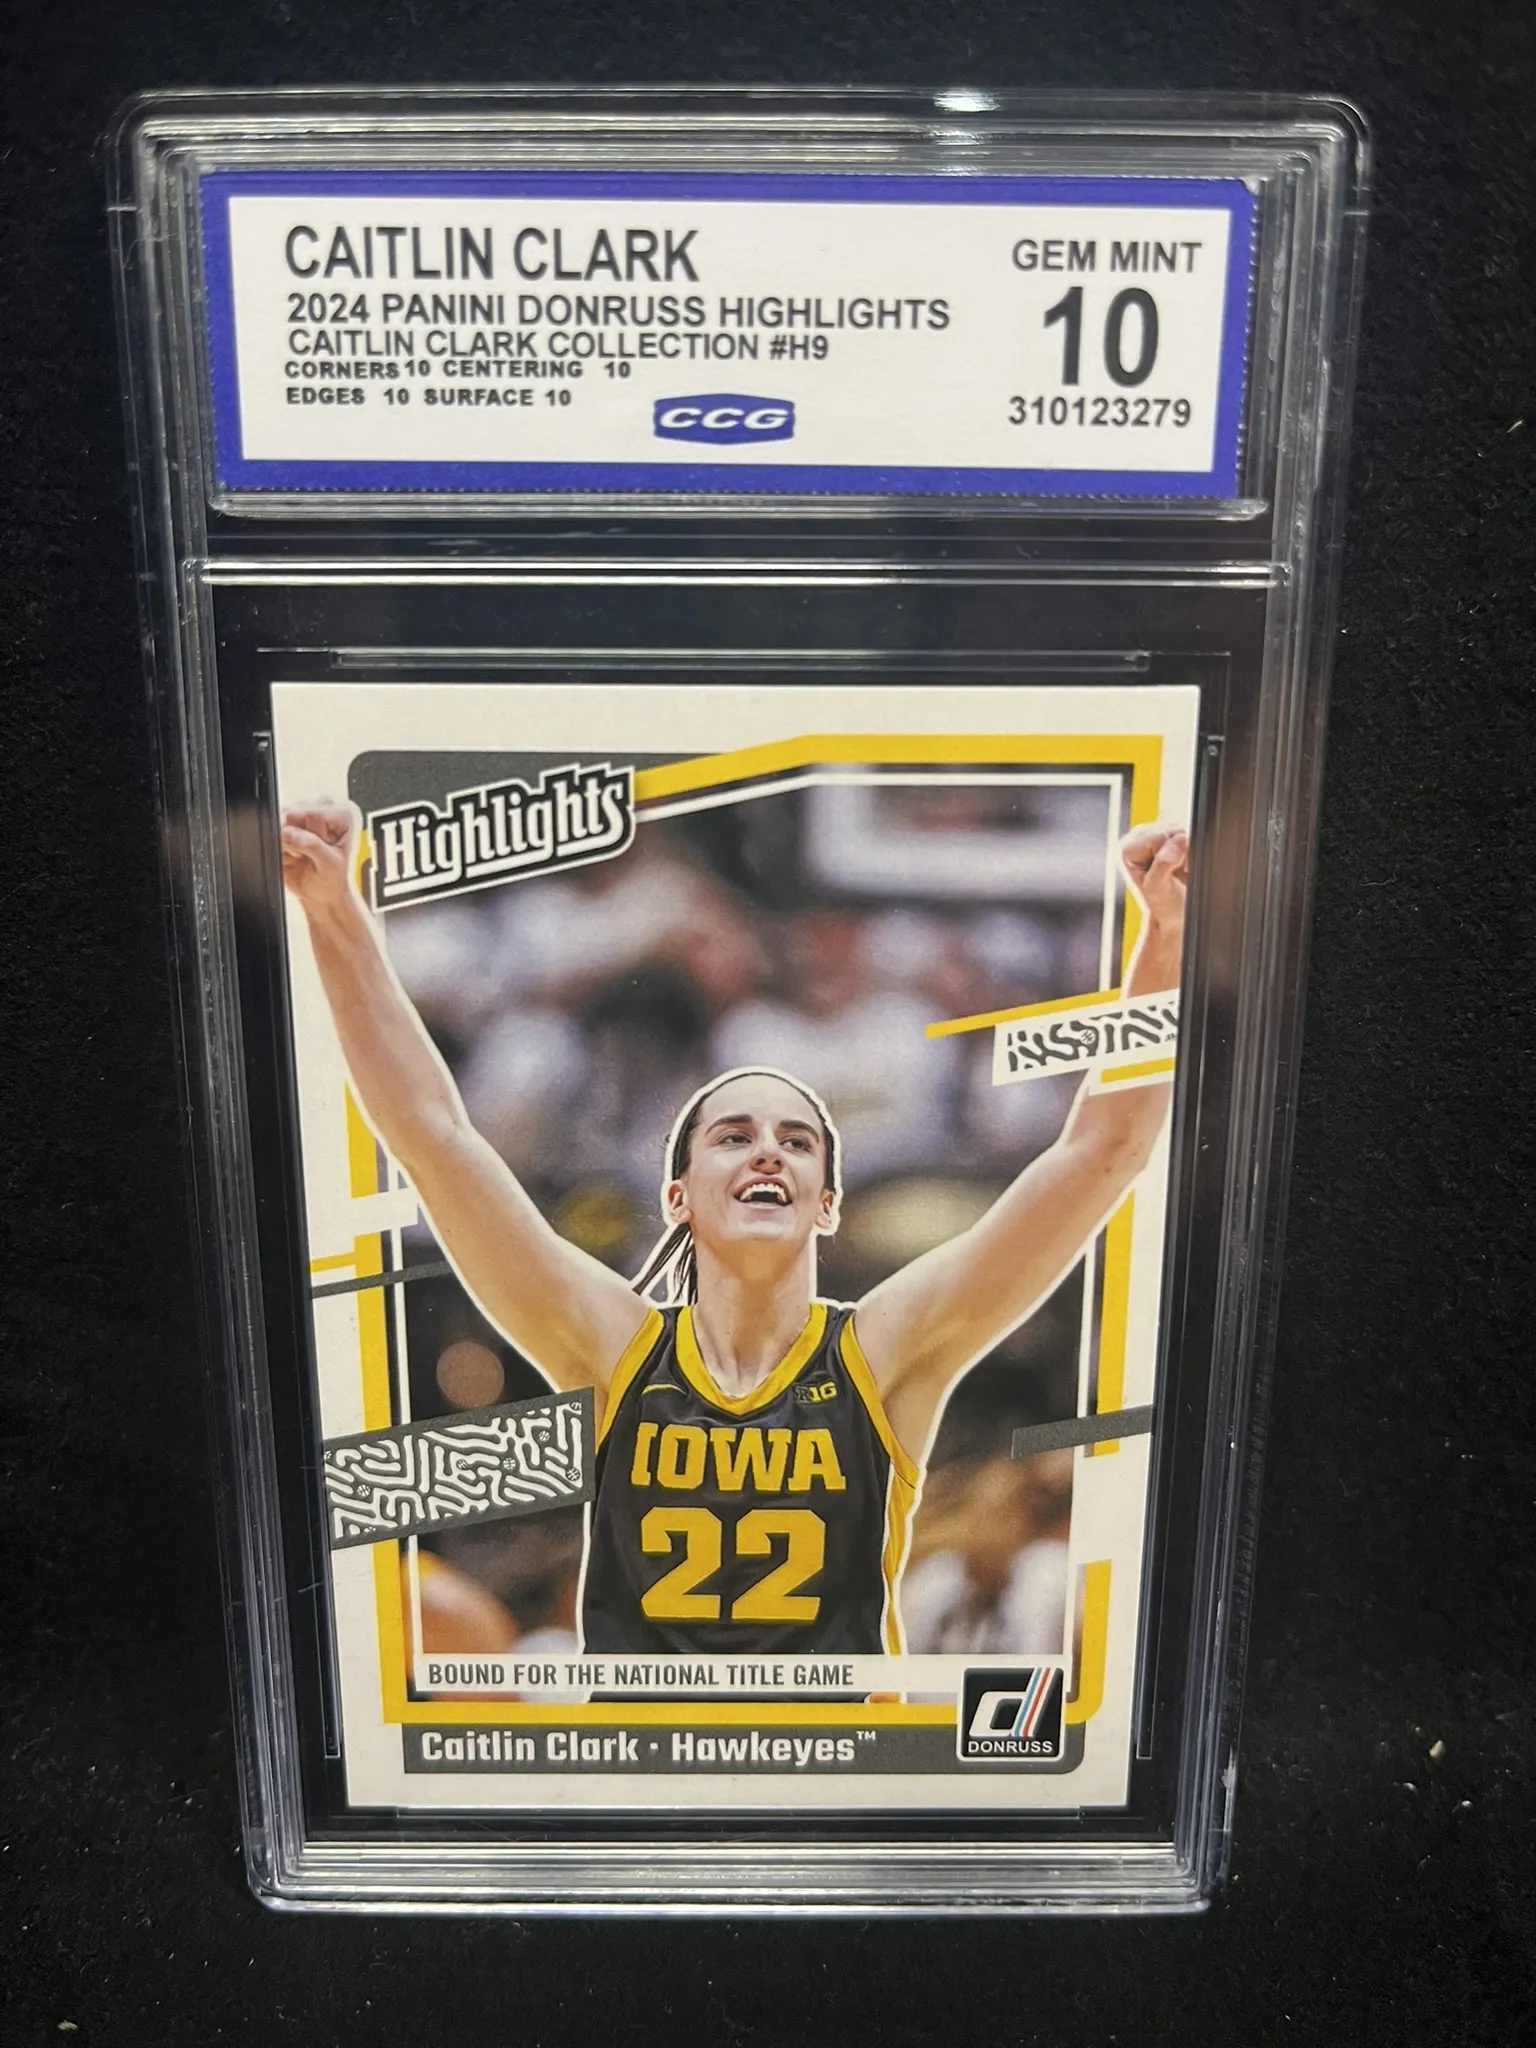 CAITLIN CLARK
2024 PANINI DONRUSS HIGHLIGHTS
CAITLIN CLARK COLLECTION #H9
CORNERS 10 CENTERING 10
EDGES 10 SURFACE 10
CCG
GEM MINT
10
310123279
Highlights
B1G
IOWA
22
BOUND FOR THE NATIONAL TITLE GAME
Caitlin Clark · Hawkeyes™
d
DONRUSS